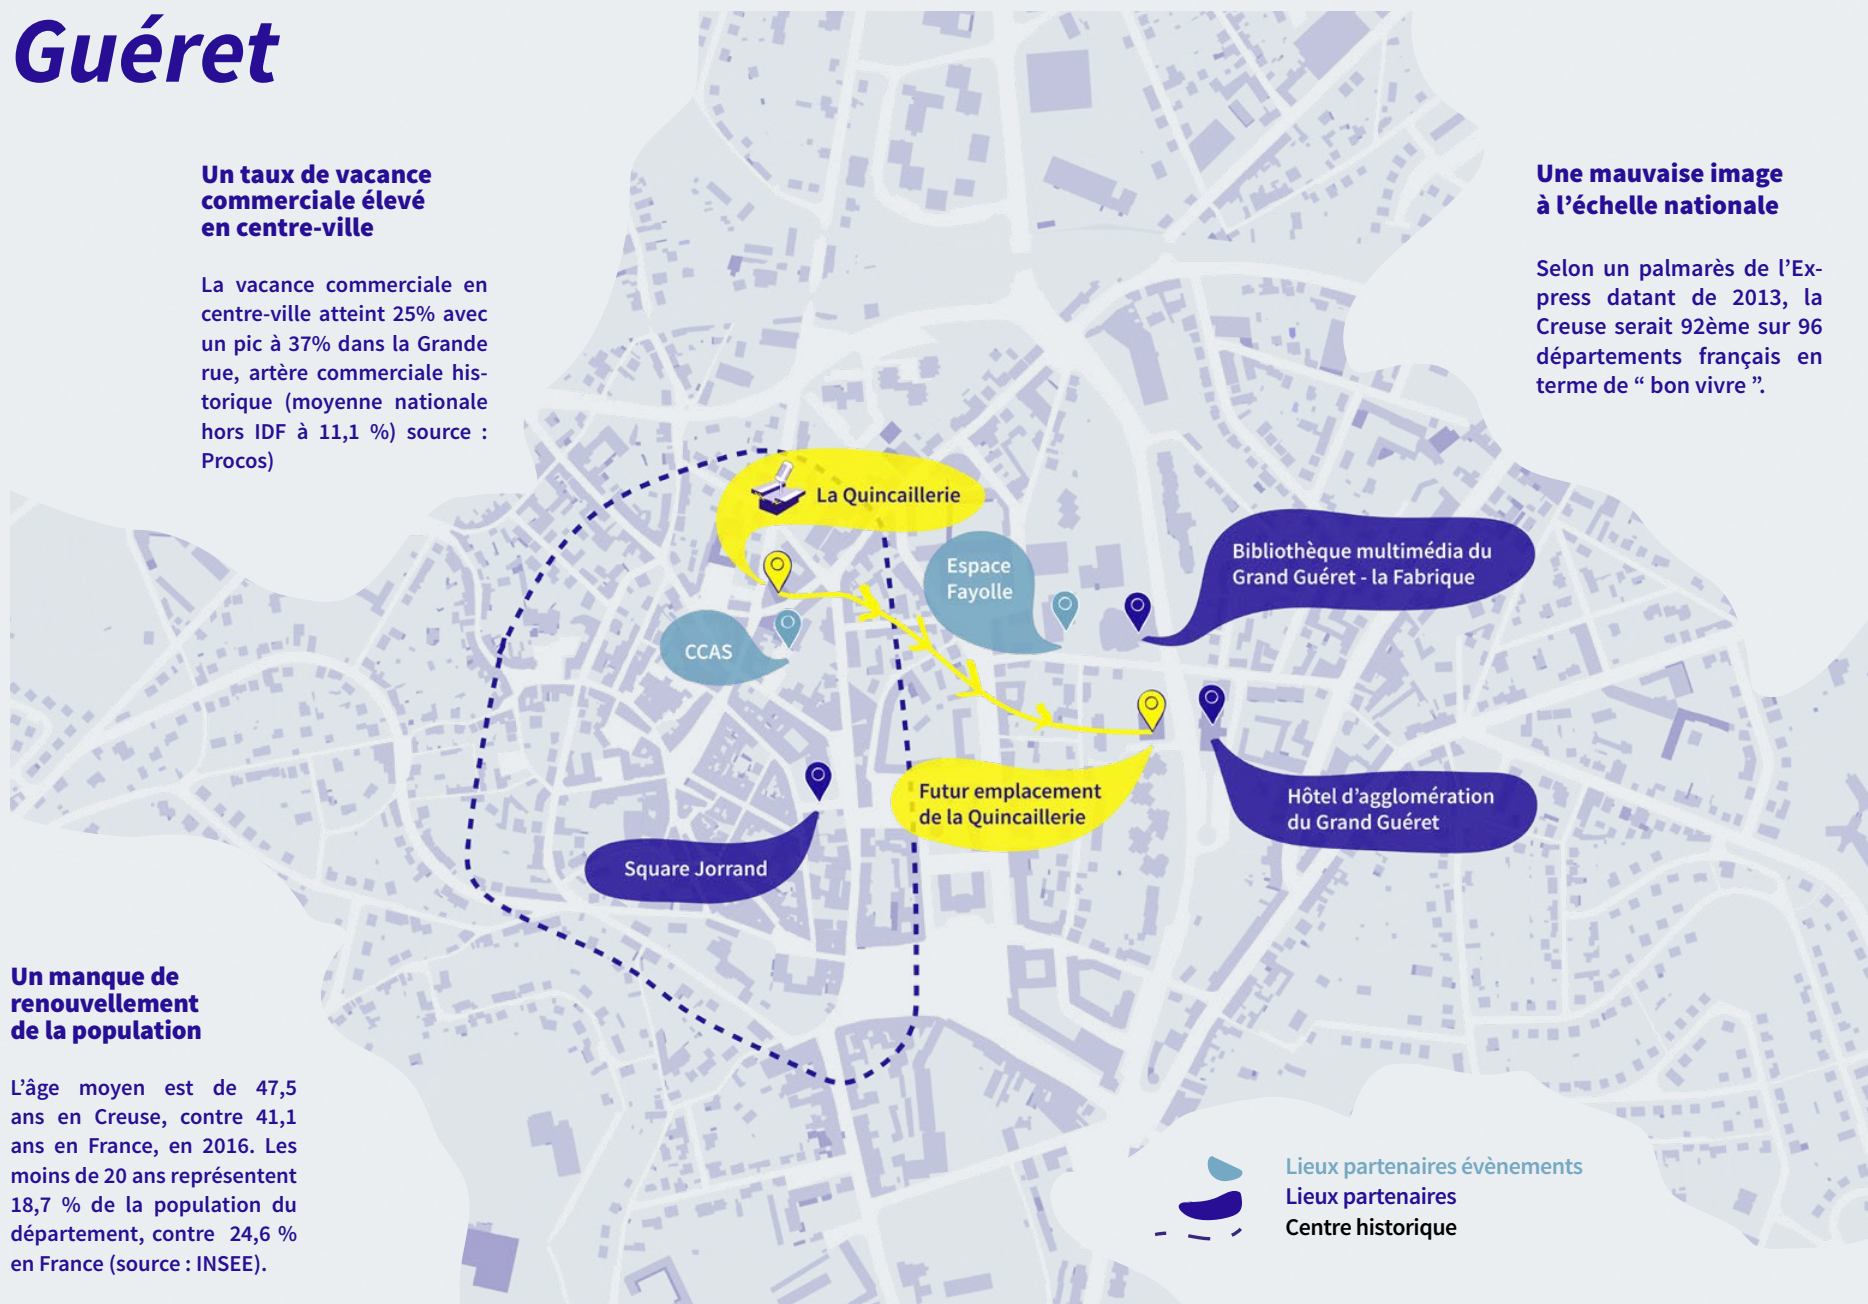 Guéret
Un taux de vacance
commerciale élevé
en centre-ville
La vacance commerciale en
centre-ville atteint 25% avec
un pic à 37% dans la Grande
rue, artère commerciale his-
torique (moyenne nationale
hors IDF à 11,1 %) source :
Procos)
Une mauvaise image
à l’échelle nationale
Selon un palmarès de l’Ex-
press datant de 2013, la
Creuse serait 92ème sur 96
départements français en
terme de “ bon vivre ”.
La Quincaillerie
Espace
Fayolle
Bibliothèque multimédia du
Grand Guéret - la Fabrique
CCAS
Futur emplacement
de la Quincaillerie
Hôtel d’agglomération
du Grand Guéret
Square Jorrand
Un manque de
renouvellement
de la population
L’âge moyen est de 47,5
ans en Creuse, contre 41,1
ans en France, en 2016. Les
moins de 20 ans représentent
18,7 % de la population du
département, contre 24,6 %
en France (source : INSEE).
Lieux partenaires évènements
Lieux partenaires
Centre historique